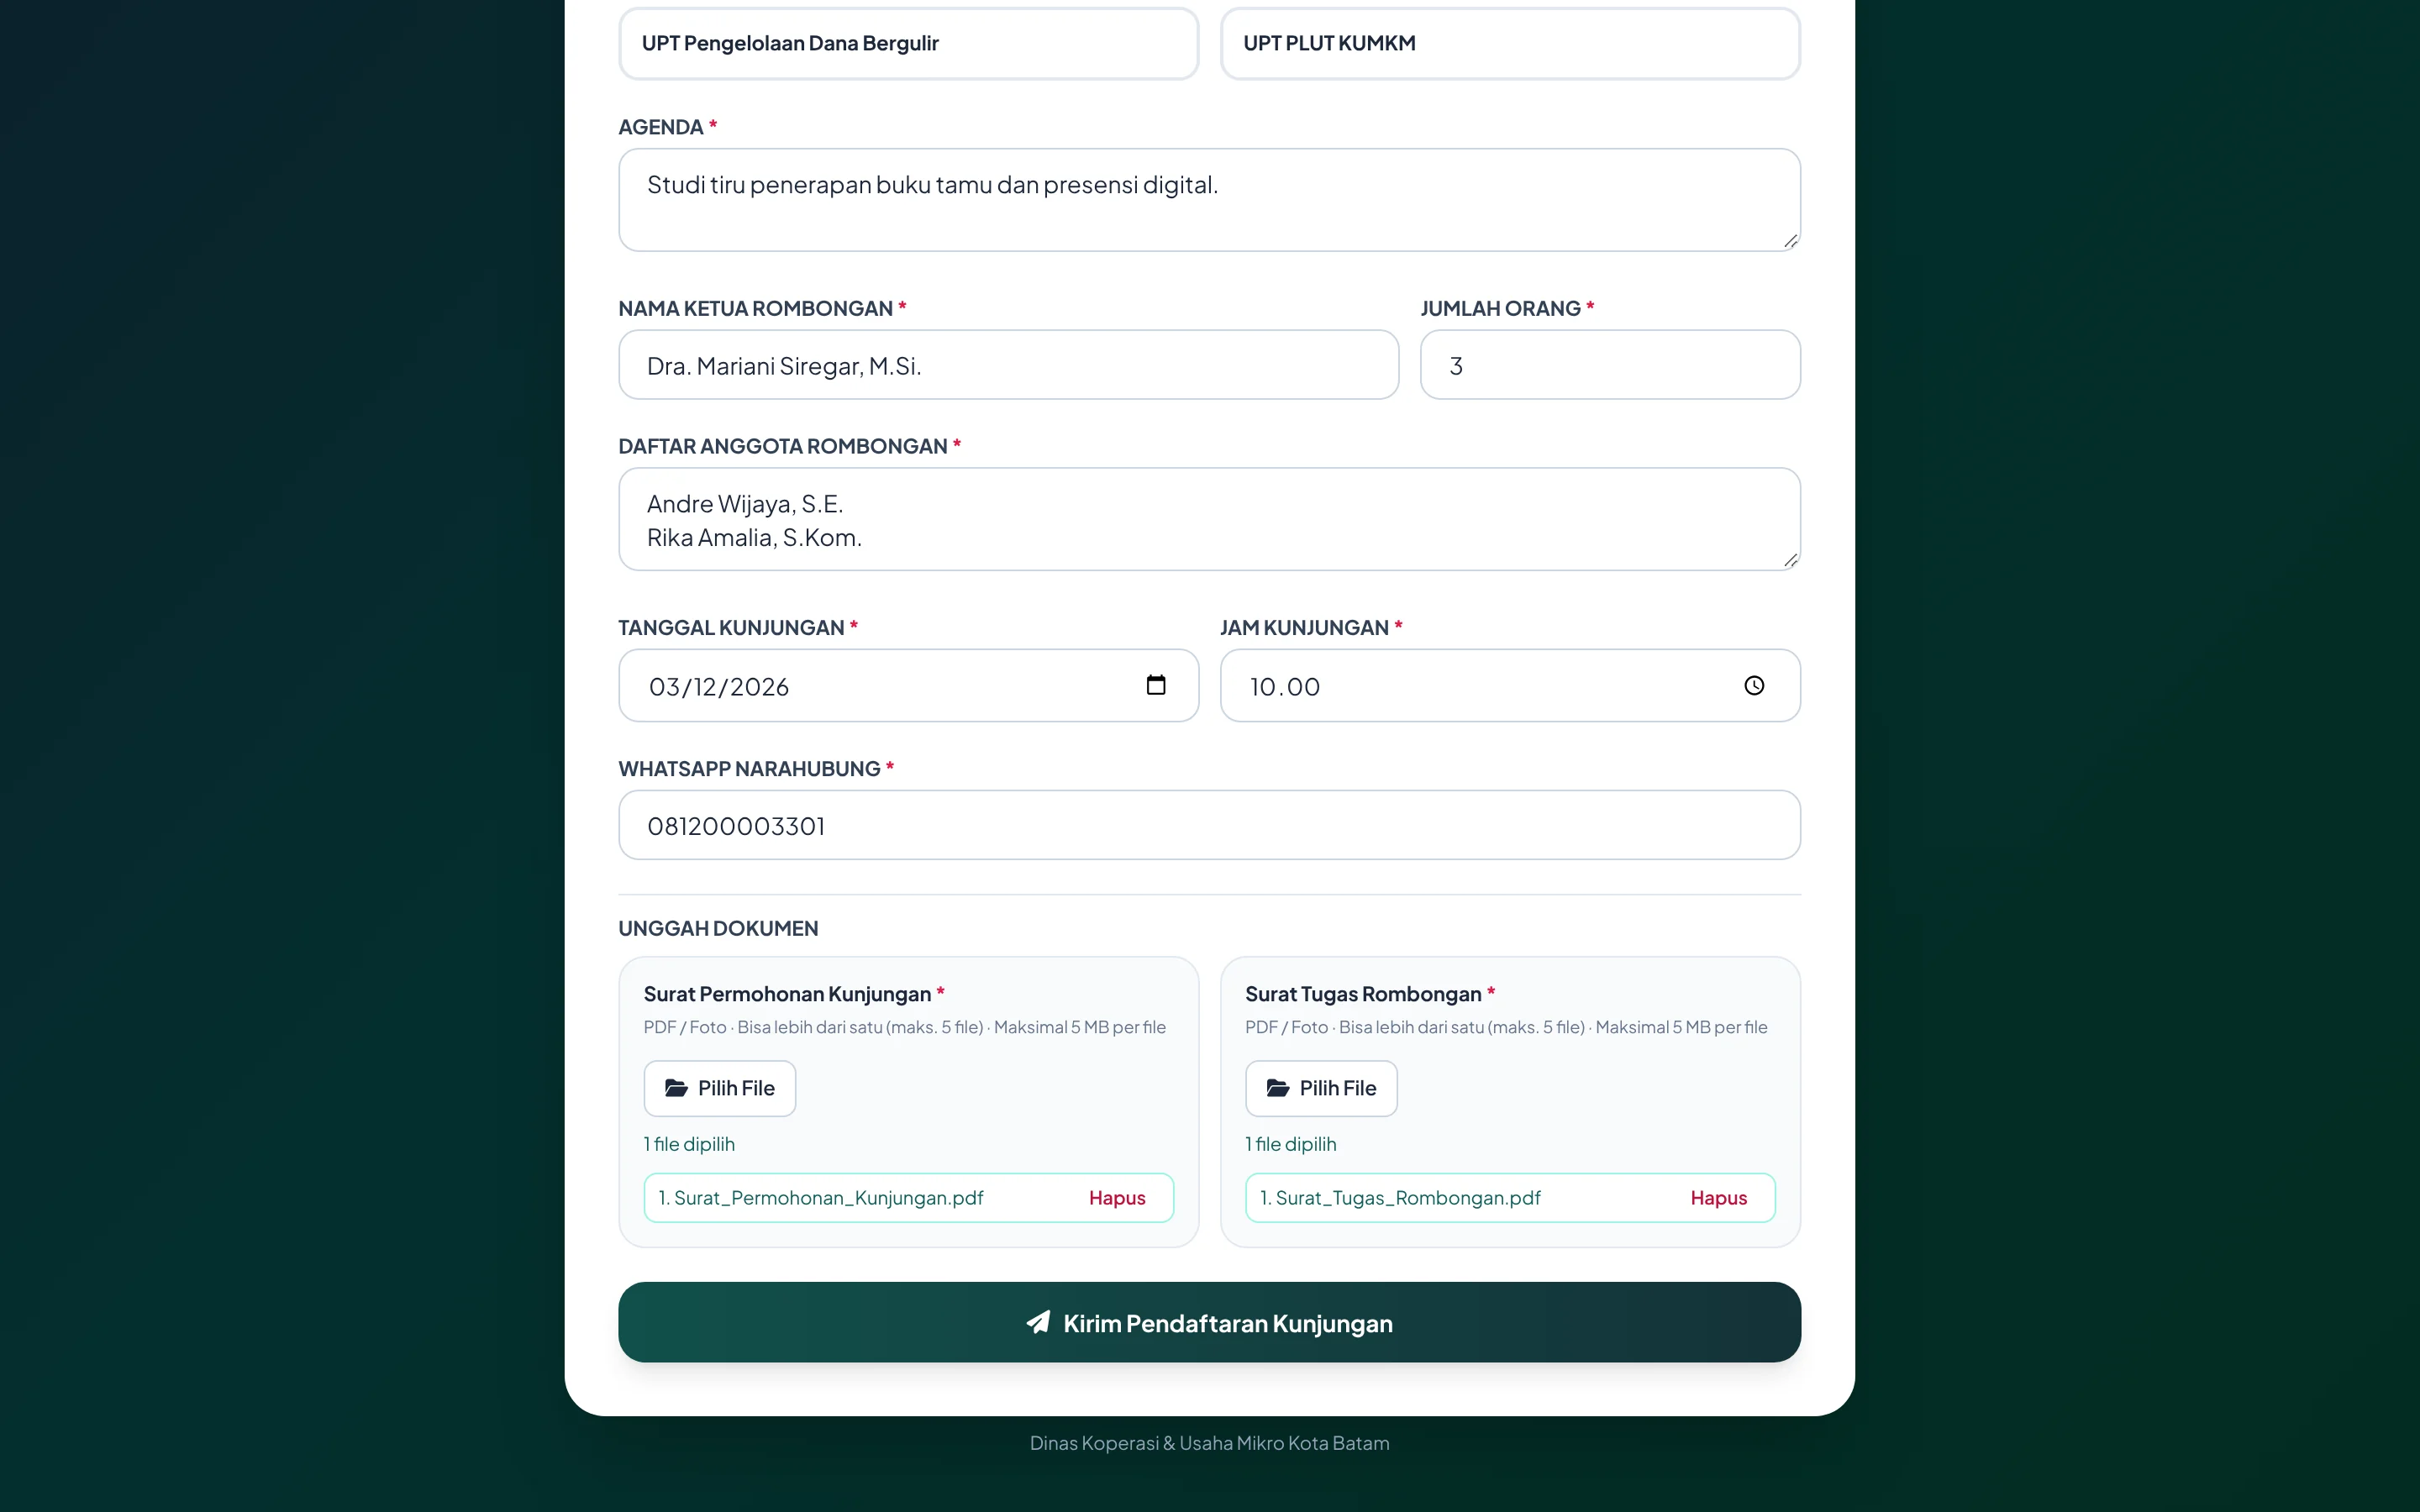 UPT Pengelolaan Dana Bergulir
UPT PLUT KUMKM
AGENDA *
Studi tiru penerapan buku tamu dan presensi digital.
NAMA KETUA ROMBONGAN *
JUMLAH ORANG *
Dra. Mariani Siregar, M.Si.
3
DAFTAR ANGGOTA ROMBONGAN *
Andre Wijaya, S.E.
Rika Amalia, S.Kom.
TANGGAL KUNJUNGAN *
JAM KUNJUNGAN *
03/12/2026
10.00
WHATSAPP NARAHUBUNG *
081200003301
UNGGAH DOKUMEN
Surat Permohonan Kunjungan *
PDF / Foto · Bisa lebih dari satu (maks. 5 file) · Maksimal 5 MB per file
Pilih File
1 file dipilih
1. Surat_Permohonan_Kunjungan.pdf
Hapus
Surat Tugas Rombongan *
PDF / Foto · Bisa lebih dari satu (maks. 5 file) · Maksimal 5 MB per file
Pilih File
1 file dipilih
1. Surat_Tugas_Rombongan.pdf
Hapus
Kirim Pendaftaran Kunjungan
Dinas Koperasi & Usaha Mikro Kota Batam